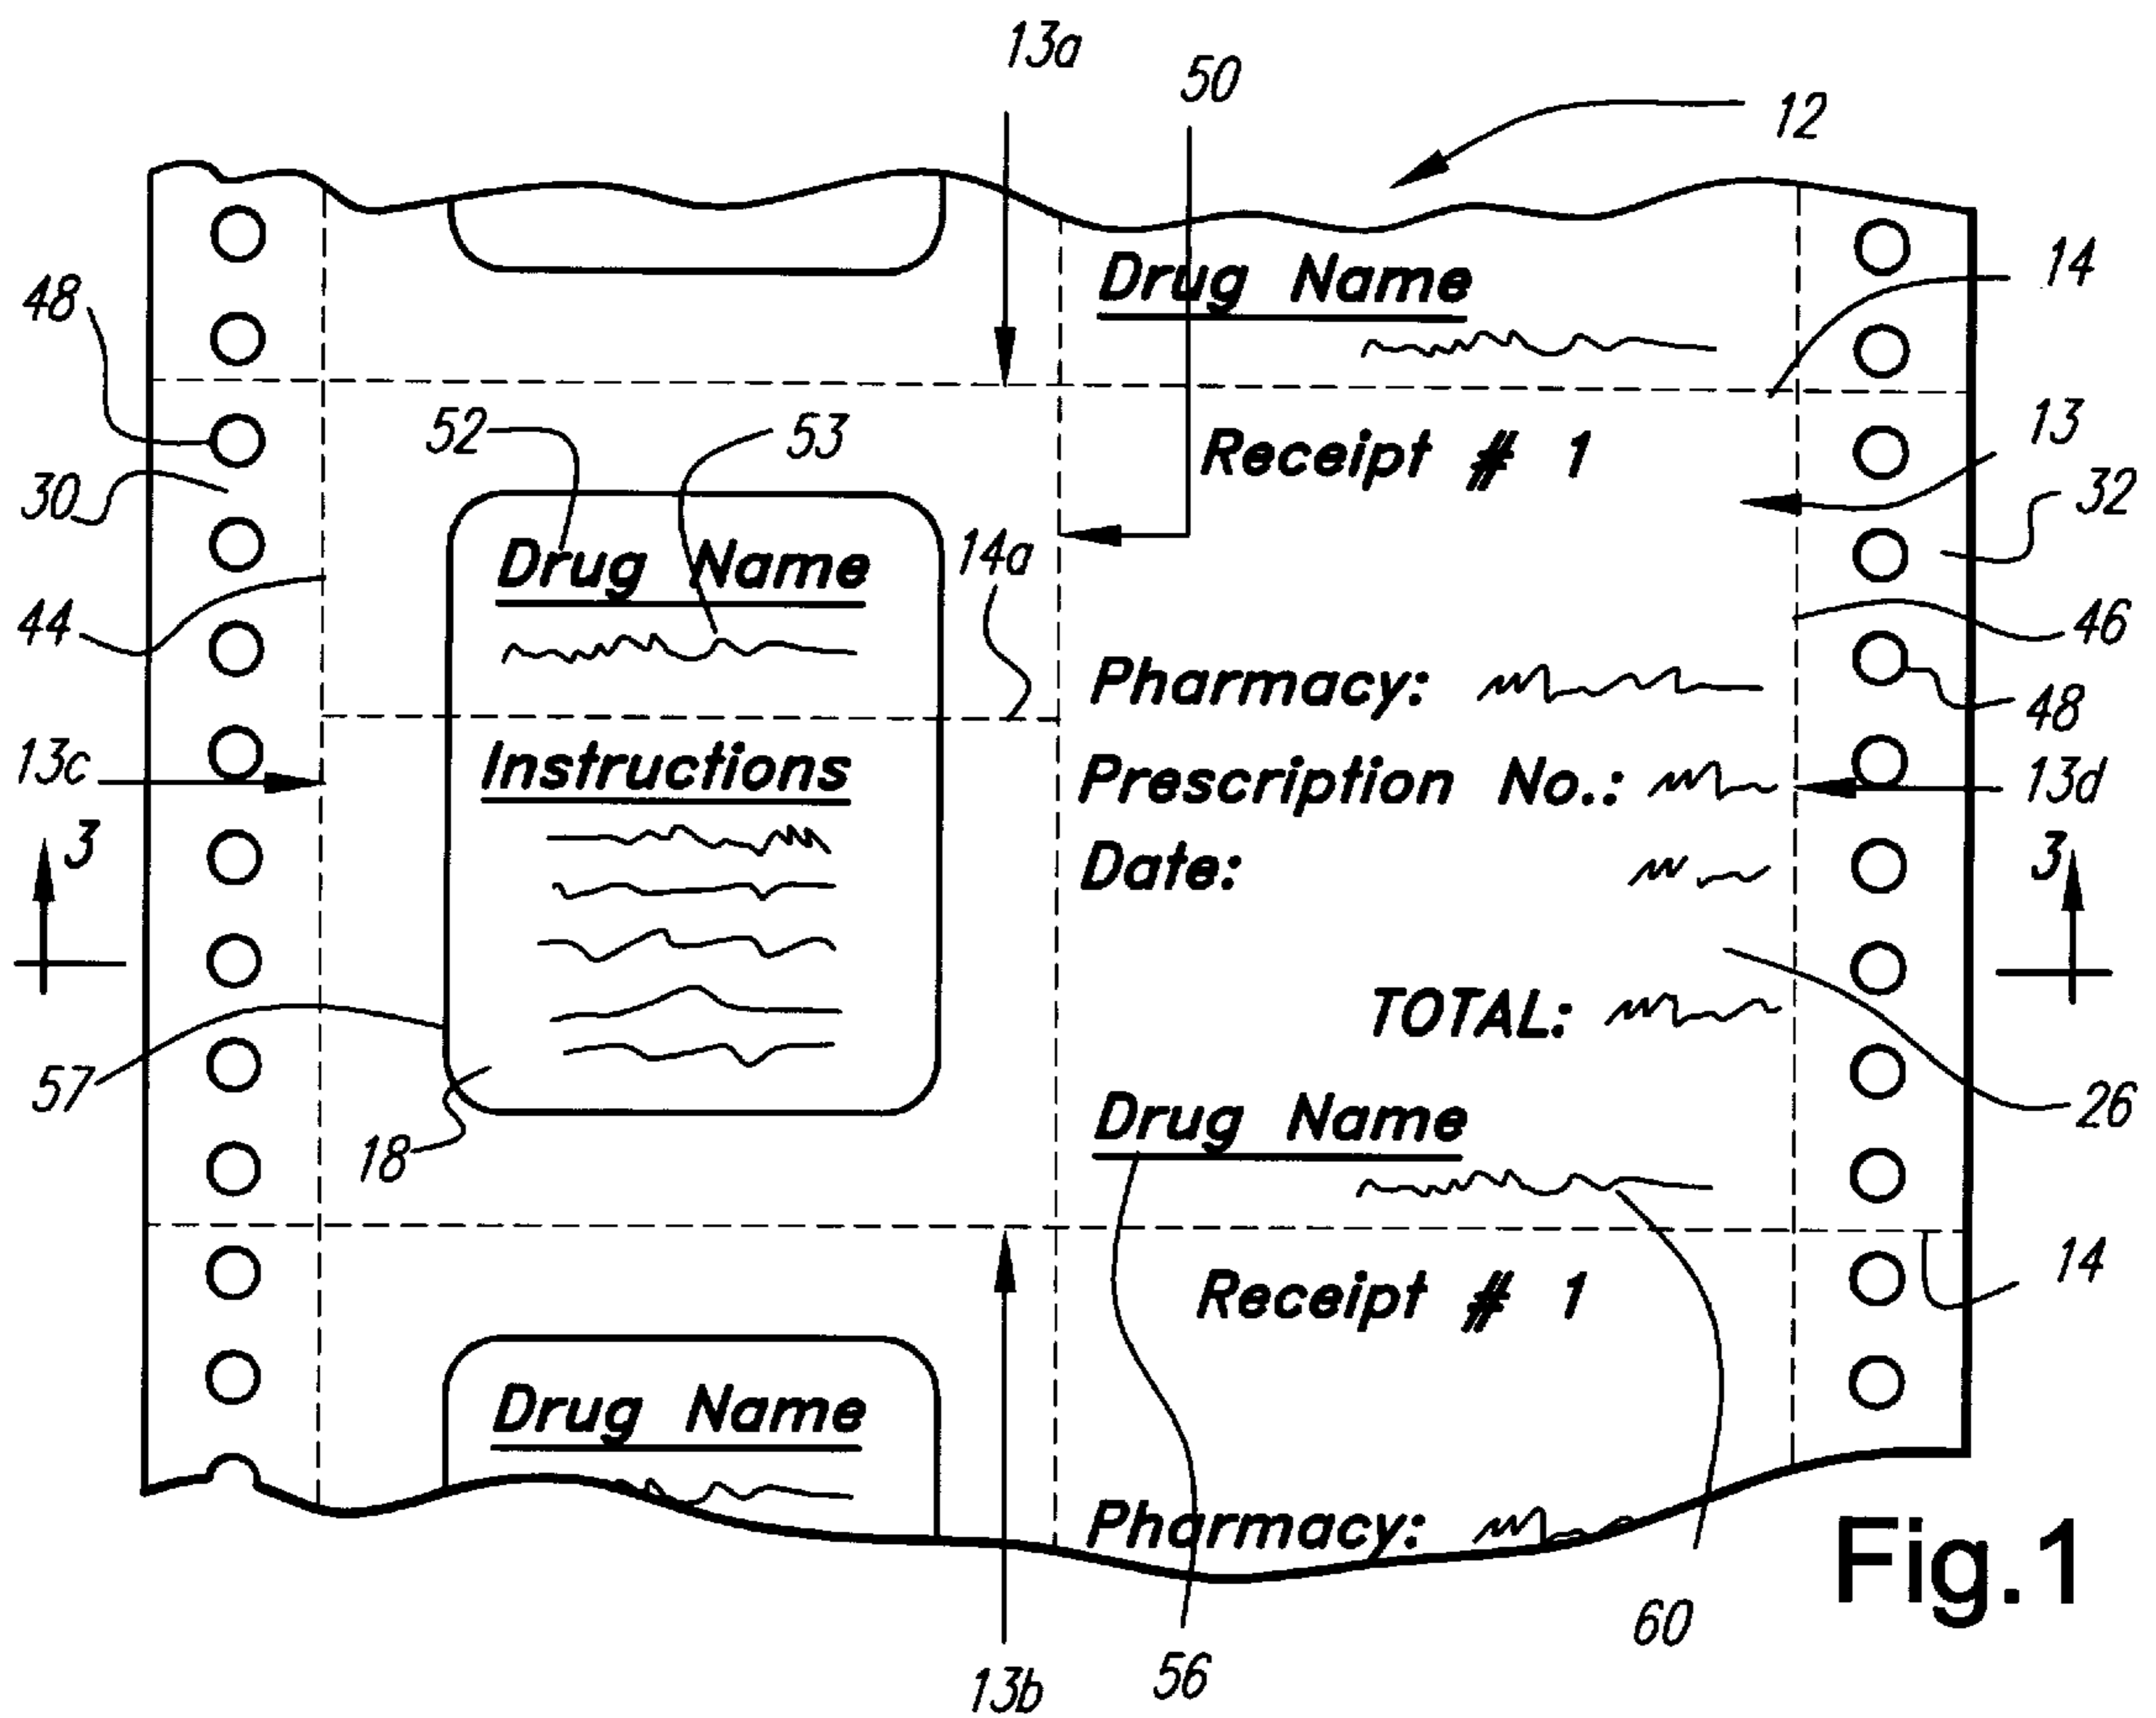 13a
50
12
Drug Name
14
48
52
53
Receipt # 1
13
30
32
Drug Name
14a
44
46
Pharmacy:
48
13c
Instructions
Prescription No.:
13d
3
Date:
3
TOTAL:
57
26
Drug Name
18
14
Receipt # 1
Drug Name
Pharmacy:
Fig.1
60
13b
56